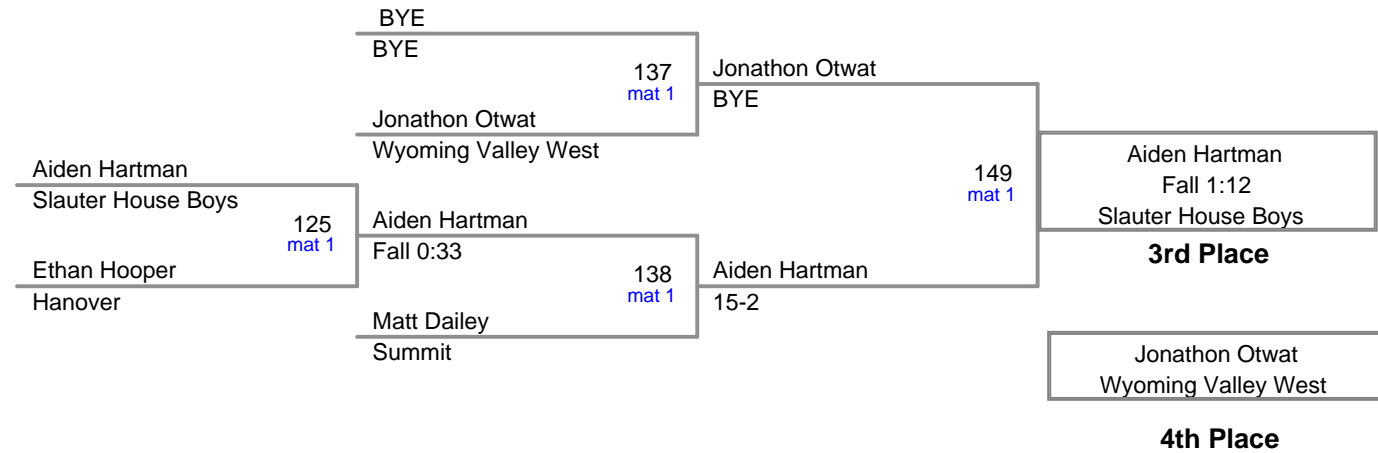 BYE
BYE
137
mat 1
Jonathon Otwat
Wyoming Valley West
Jonathon Otwat
BYE
Aiden Hartman
Slauter House Boys
125
mat 1
Ethan Hooper
Hanover
Aiden Hartman
Fall 0:33
138
mat 1
Matt Dailey
Summit
Aiden Hartman
15-2
149
mat 1
Aiden Hartman
Fall 1:12
Slauter House Boys
3rd Place
Jonathon Otwat
Wyoming Valley West
4th Place